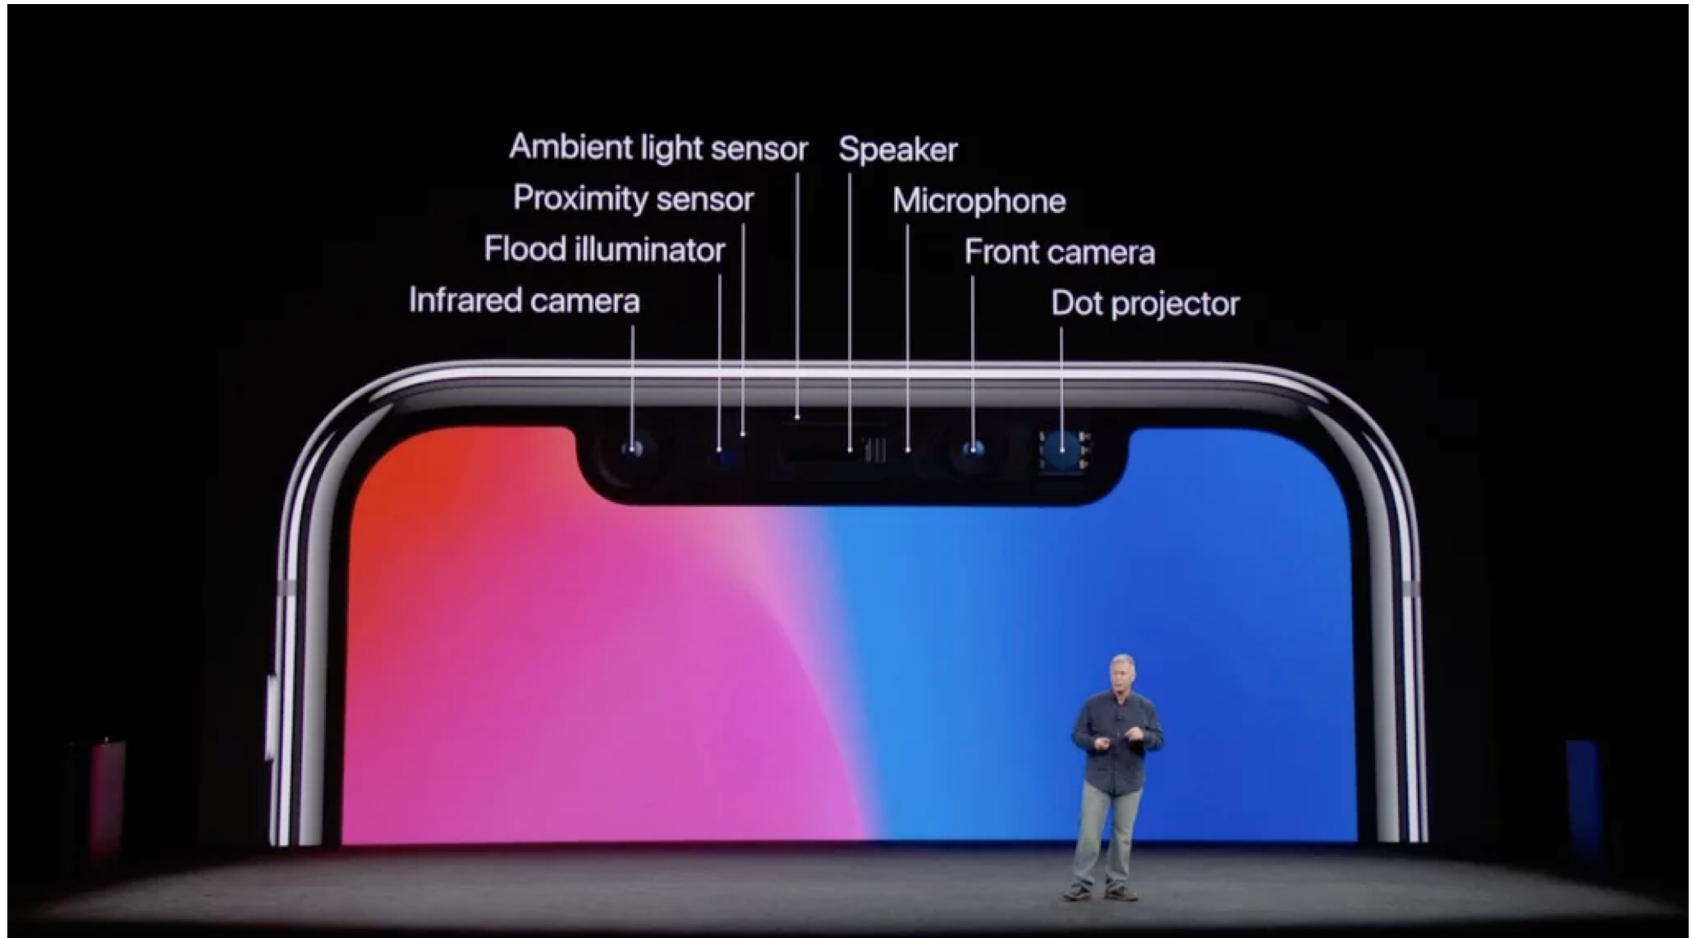 Ambient light sensor
Speaker
Proximity sensor
Microphone
Flood illuminator
Front camera
Infrared camera
Dot projector